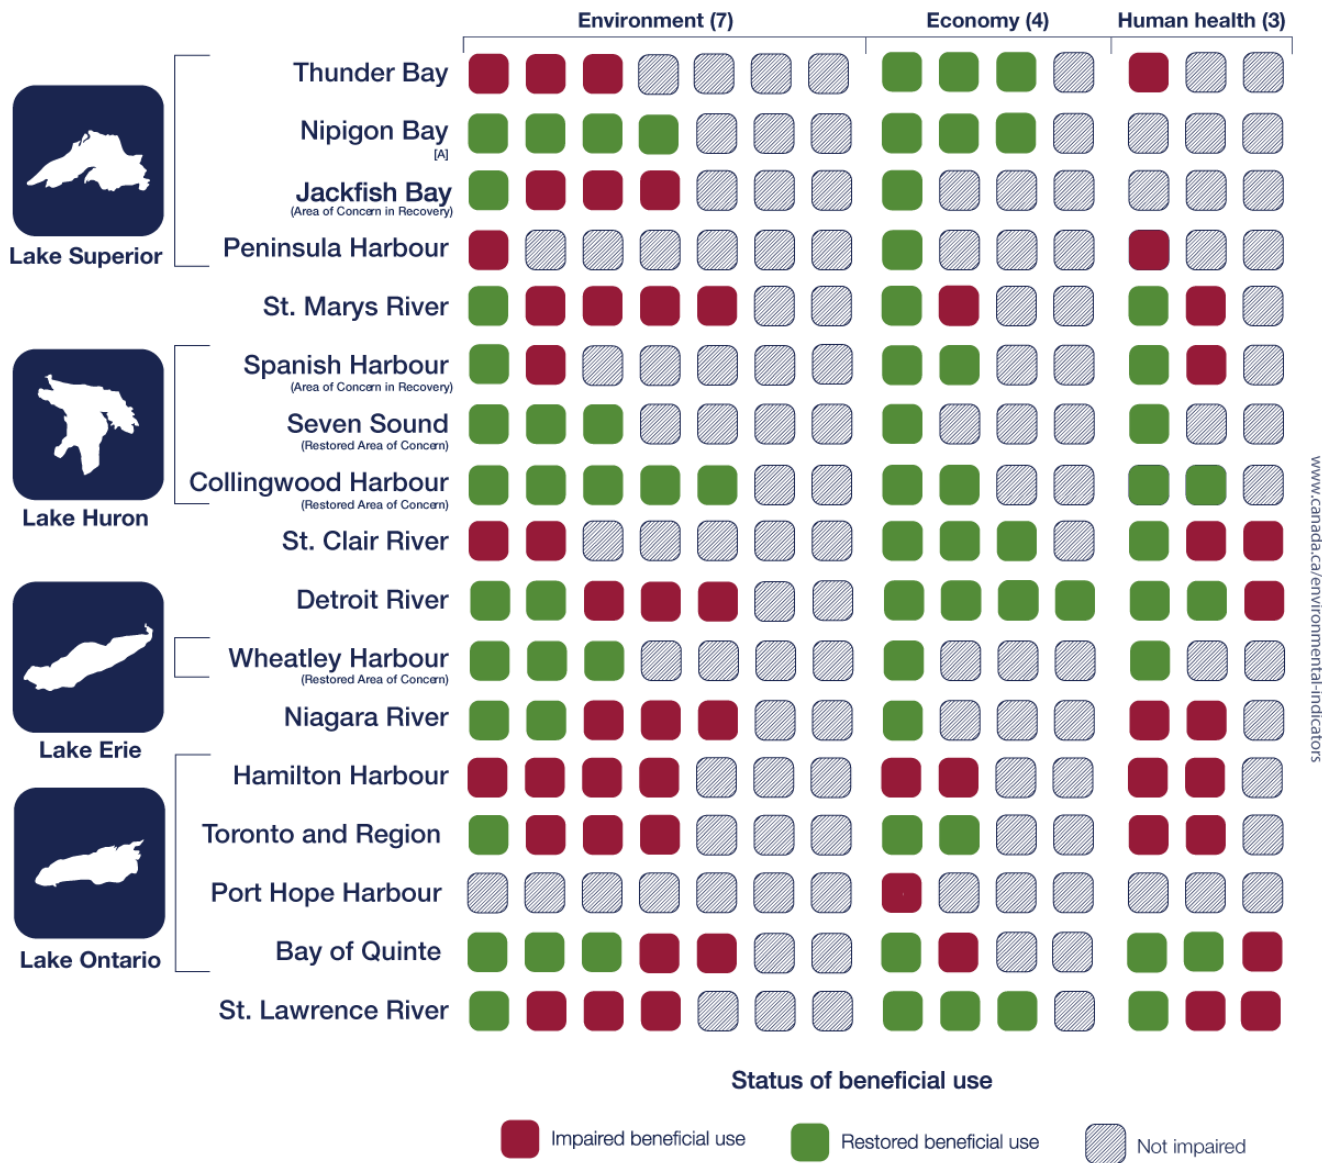 Environment (7)
Economy (4)
Human health (3)
Thunder Bay
Nipigon Bay
[A]
Jackfish Bay
(Area of Concern in Recovery)
Peninsula Harbour
Lake Superior
St. Marys River
Spanish Harbour
(Area of Concern in Recovery)
Seven Sound
(Restored Area of Concern)
Collingwood Harbour
(Restored Area of Concern)
Lake Huron
St. Clair River
Detroit River
Wheatley Harbour
(Restored Area of Concern)
Niagara River
Lake Erie
Hamilton Harbour
Toronto and Region
Port Hope Harbour
Bay of Quinte
Lake Ontario
St. Lawrence River
www.canada.ca/environmental-indicators
Status of beneficial use
Impaired beneficial use
Restored beneficial use
Not impaired